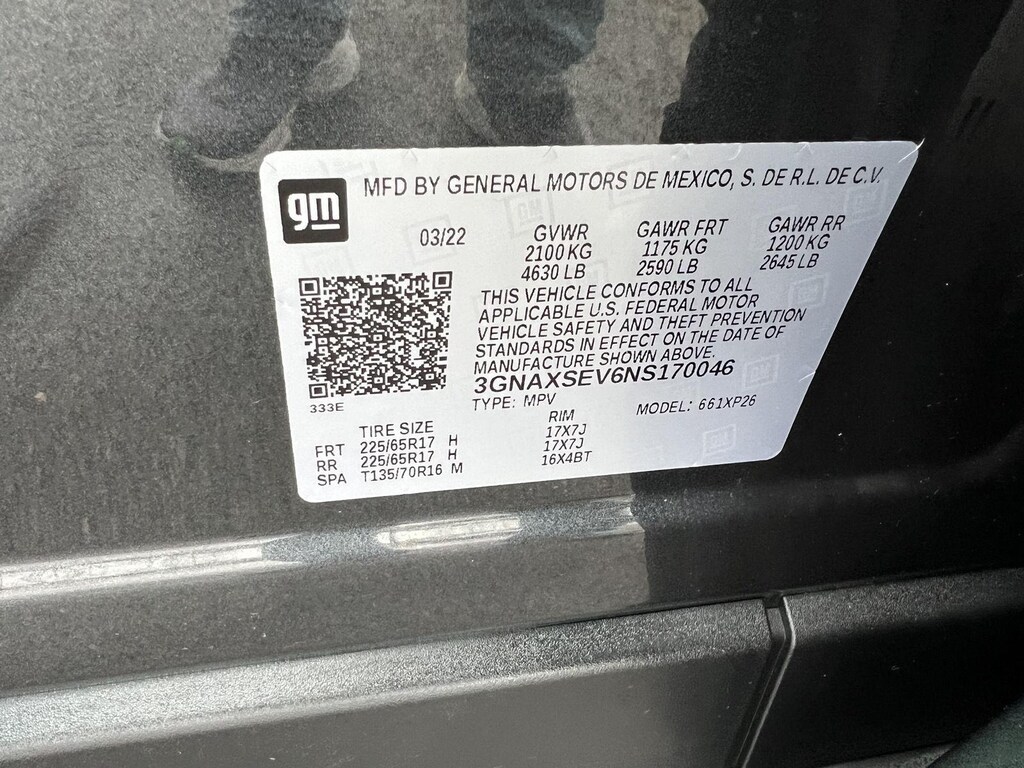 gm
MFD BY GENERAL MOTORS DE MEXICO, S. DE R.L. DE C.V.
03/22 GVWR GAWR FRT GAWR RR
2100 KG 1175 KG 1200 KG
4630 LB 2590 LB 2645 LB
THIS VEHICLE CONFORMS TO ALL
APPLICABLE U.S. FEDERAL MOTOR
VEHICLE SAFETY AND THEFT PREVENTION
STANDARDS IN EFFECT ON THE DATE OF
MANUFACTURE SHOWN ABOVE.
3GNAXSEV6NS170046
333E
TYPE: MPV MODEL: 661XP26
TIRE SIZE RIM
FRT 225/65R17 H 17X7J
RR 225/65R17 H 17X7J
SPA T135/70R16 M 16X4BT